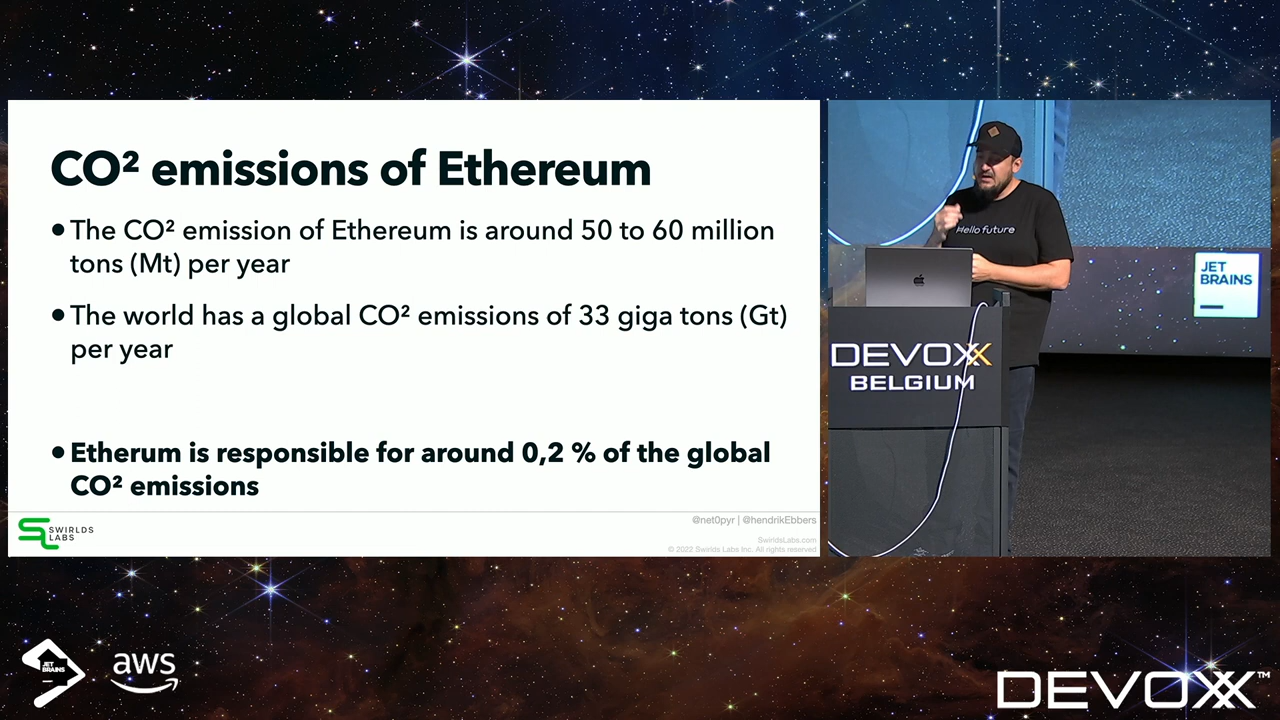 CO² emissions of Ethereum
•The CO² emission of Ethereum is around 50 to 60 million
tons (Mt) per year
•The world has a global CO² emissions of 33 giga tons (Gt)
per year
•Etherum is responsible for around 0,2 % of the global
CO² emissions
SWIRLDS
LABS
@net0pyr | @hendrikEbbers
SwirldsLabs.com
© 2022 Swirlds Labs Inc. All rights reserved
Hello future
JET
BRAINS
DEVOXX
BELGIUM
JET
BRAINS
aws
DEVOXX™